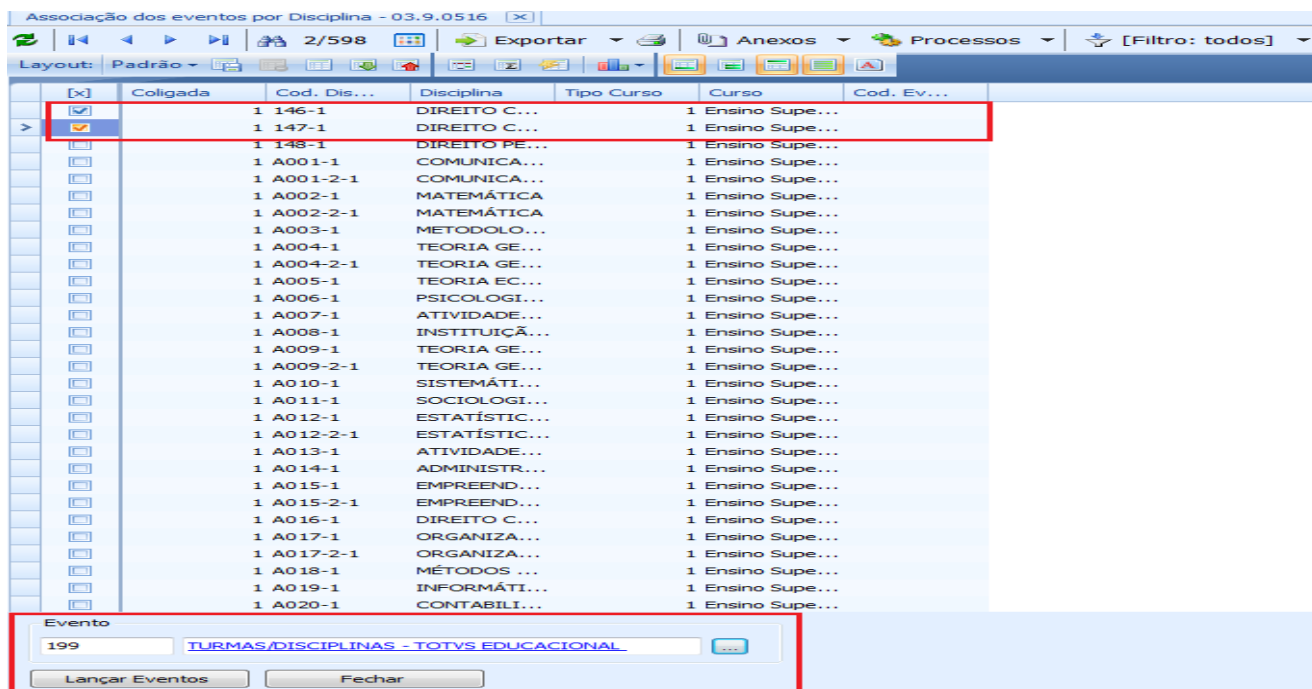 Associação dos eventos por Disciplina - 03.9.0516
2/598 Exportar Anexos Processos [Filtro: todos]
Layout: Padrão
[x] Coligada Cod. Dis... Disciplina Tipo Curso Curso Cod. Ev...
1 146-1 DIREITO C... 1 Ensino Supe...
1 147-1 DIREITO C... 1 Ensino Supe...
1 148-1 DIREITO PE... 1 Ensino Supe...
1 A001-1 COMUNICA... 1 Ensino Supe...
1 A001-2-1 COMUNICA... 1 Ensino Supe...
1 A002-1 MATEMÁTICA 1 Ensino Supe...
1 A002-2-1 MATEMÁTICA 1 Ensino Supe...
1 A003-1 METODOLO... 1 Ensino Supe...
1 A004-1 TEORIA GE... 1 Ensino Supe...
1 A004-2-1 TEORIA GE... 1 Ensino Supe...
1 A005-1 TEORIA EC... 1 Ensino Supe...
1 A006-1 PSICOLOGI... 1 Ensino Supe...
1 A007-1 ATIVIDADE... 1 Ensino Supe...
1 A008-1 INSTITUIÇÃ... 1 Ensino Supe...
1 A009-1 TEORIA GE... 1 Ensino Supe...
1 A009-2-1 TEORIA GE... 1 Ensino Supe...
1 A010-1 SISTEMÁTI... 1 Ensino Supe...
1 A011-1 SOCIOLOGI... 1 Ensino Supe...
1 A012-1 ESTATÍSTIC... 1 Ensino Supe...
1 A012-2-1 ESTATÍSTIC... 1 Ensino Supe...
1 A013-1 ATIVIDADE... 1 Ensino Supe...
1 A014-1 ADMINISTR... 1 Ensino Supe...
1 A015-1 EMPREEND... 1 Ensino Supe...
1 A015-2-1 EMPREEND... 1 Ensino Supe...
1 A016-1 DIREITO C... 1 Ensino Supe...
1 A017-1 ORGANIZA... 1 Ensino Supe...
1 A017-2-1 ORGANIZA... 1 Ensino Supe...
1 A018-1 MÉTODOS ... 1 Ensino Supe...
1 A019-1 INFORMÁTI... 1 Ensino Supe...
1 A020-1 CONTABILI... 1 Ensino Supe...
Evento
199 TURMAS/DISCIPLINAS - TOTVS EDUCACIONAL ...
Lançar Eventos Fechar